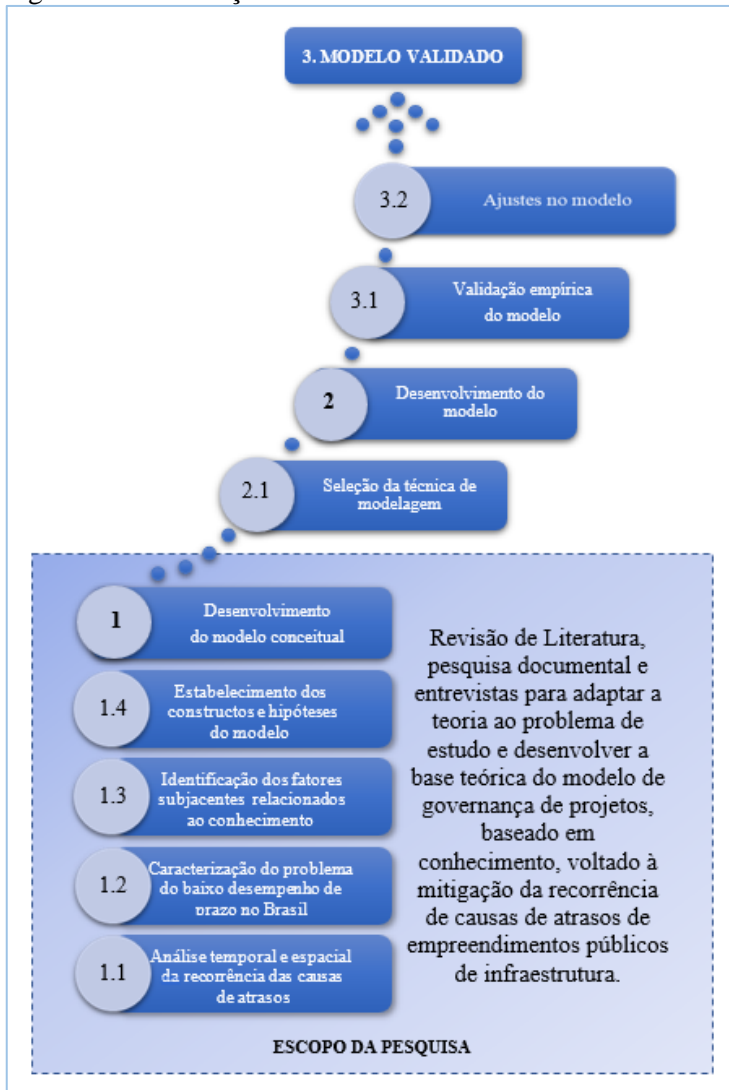 3. MODELO VALIDADO
3.2
Ajustes no modelo
3.1
Validação empírica
do modelo
2
Desenvolvimento do
modelo
2.1
Seleção da técnica de
modelagem
1
Desenvolvimento
do modelo conceitual
1.4
Estabelecimento dos
constructos e hipóteses
do modelo
1.3
Identificação dos fatores
subjacentes relacionados
ao conhecimento
1.2
Caracterização do problema
do baixo desempenho de
prazo no Brasil
1.1
Análise temporal e espacial
da recorrência das causas
de atrasos
Revisão de Literatura,
pesquisa documental e
entrevistas para adaptar a
teoria ao problema de
estudo e desenvolver a
base teórica do modelo de
governança de projetos,
baseado em
conhecimento, voltado à
mitigação da recorrência
de causas de atrasos de
empreendimentos públicos
de infraestrutura.
ESCOPO DA PESQUISA